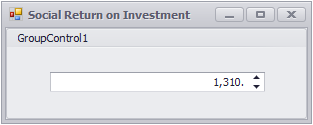 Social Return on Investment
GroupControl1
1,310.